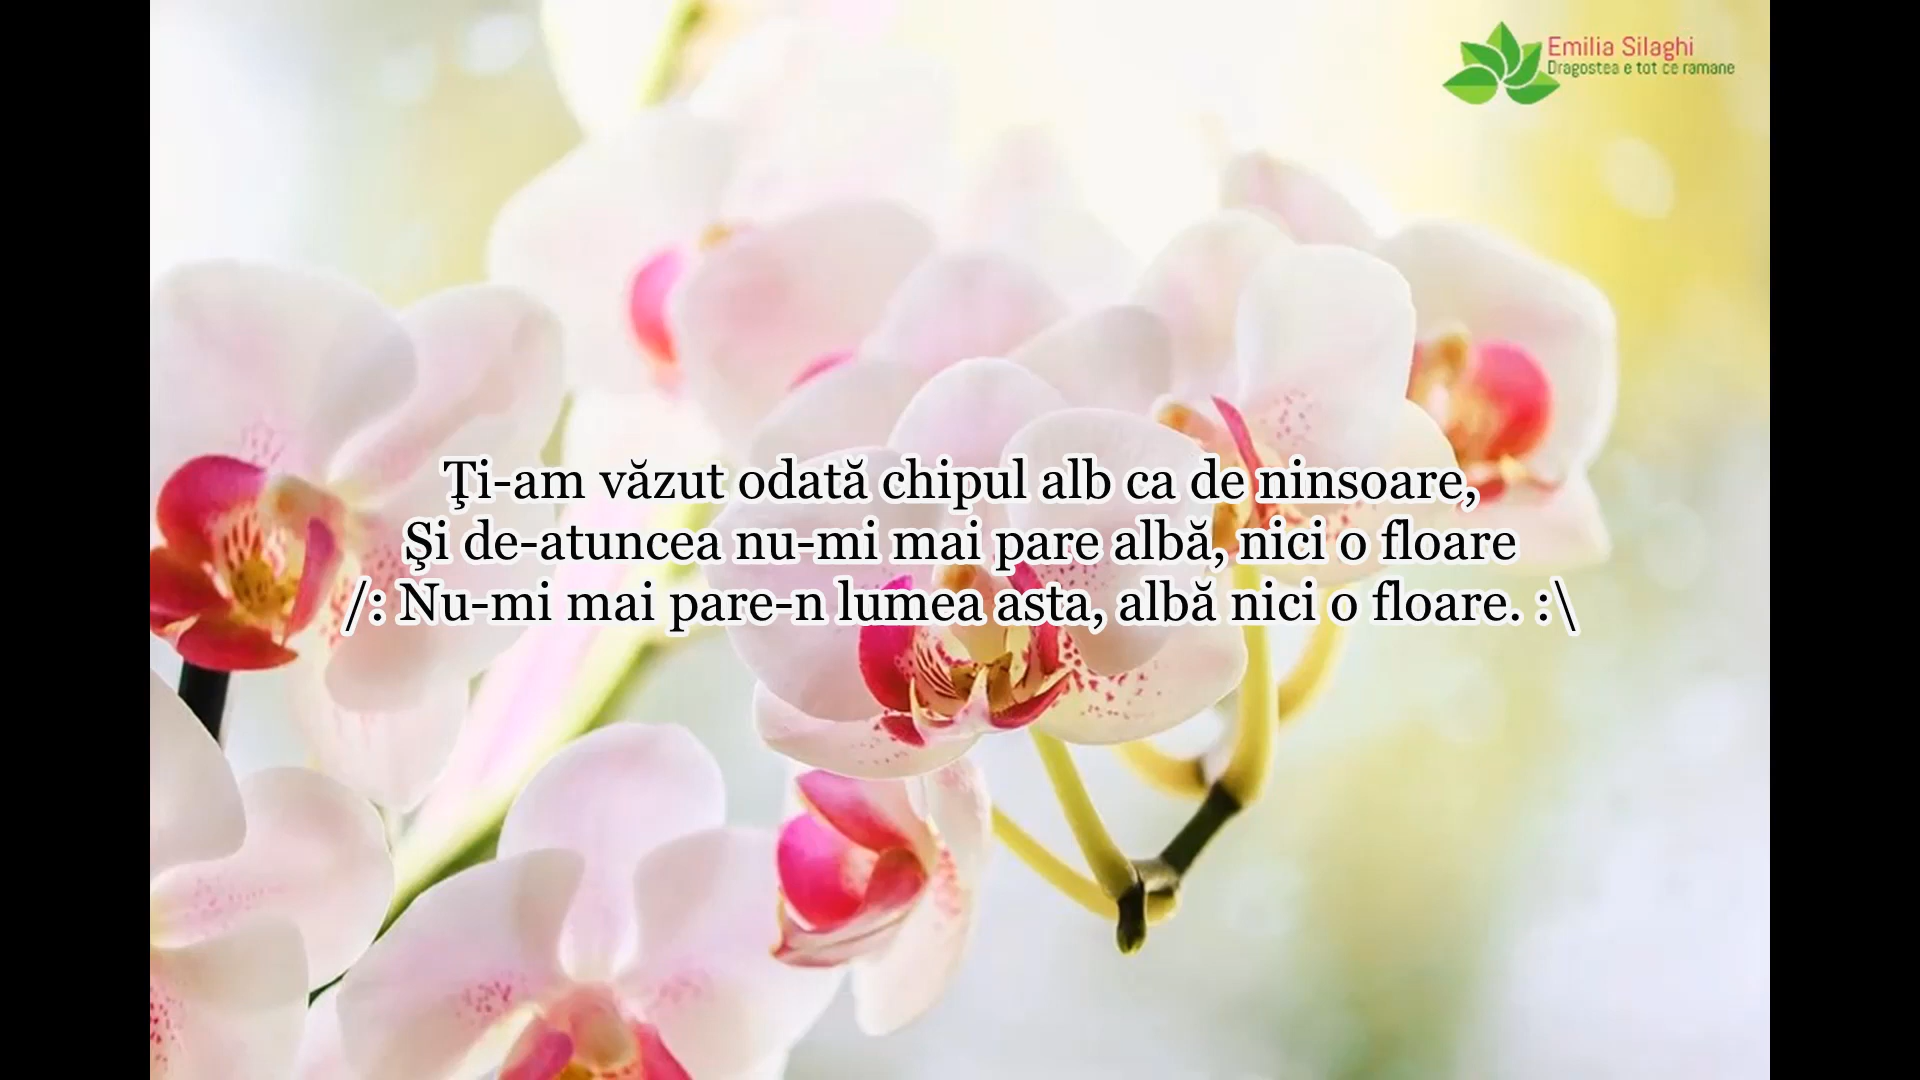 Emilia Silaghi
Dragostea e tot ce ramane
Ţi-am văzut odată chipul alb ca de ninsoare,
Şi de-atuncea nu-mi mai pare albă, nici o floare
/: Nu-mi mai pare-n lumea asta, albă nici o floare. :\